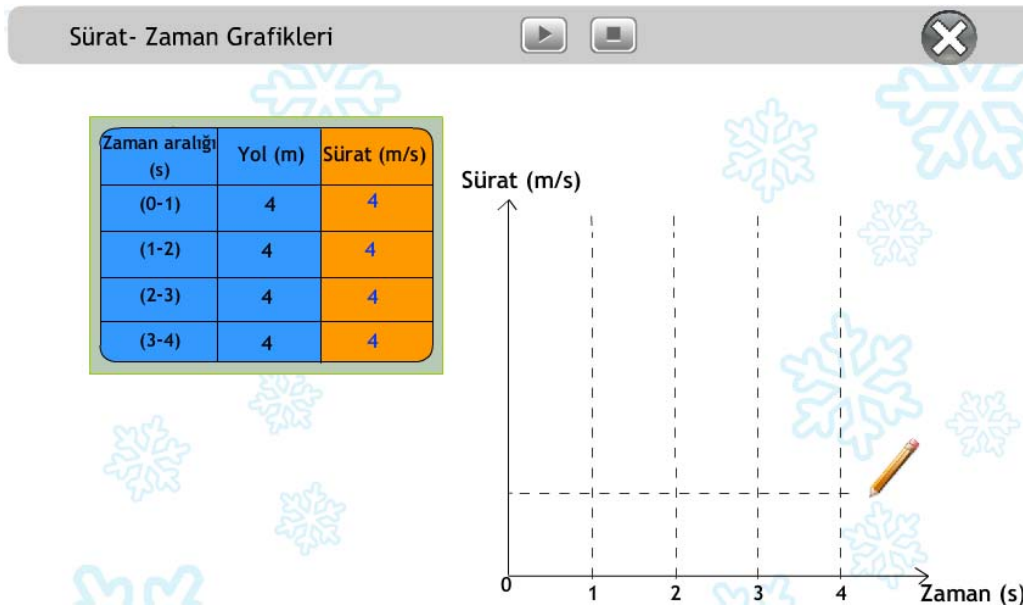 Sürat- Zaman Grafikleri
Zaman aralığı (s) Yol (m) Sürat (m/s)
(0-1) 4 4
(1-2) 4 4
(2-3) 4 4
(3-4) 4 4
Sürat (m/s)
0 1 2 3 4 Zaman (s)